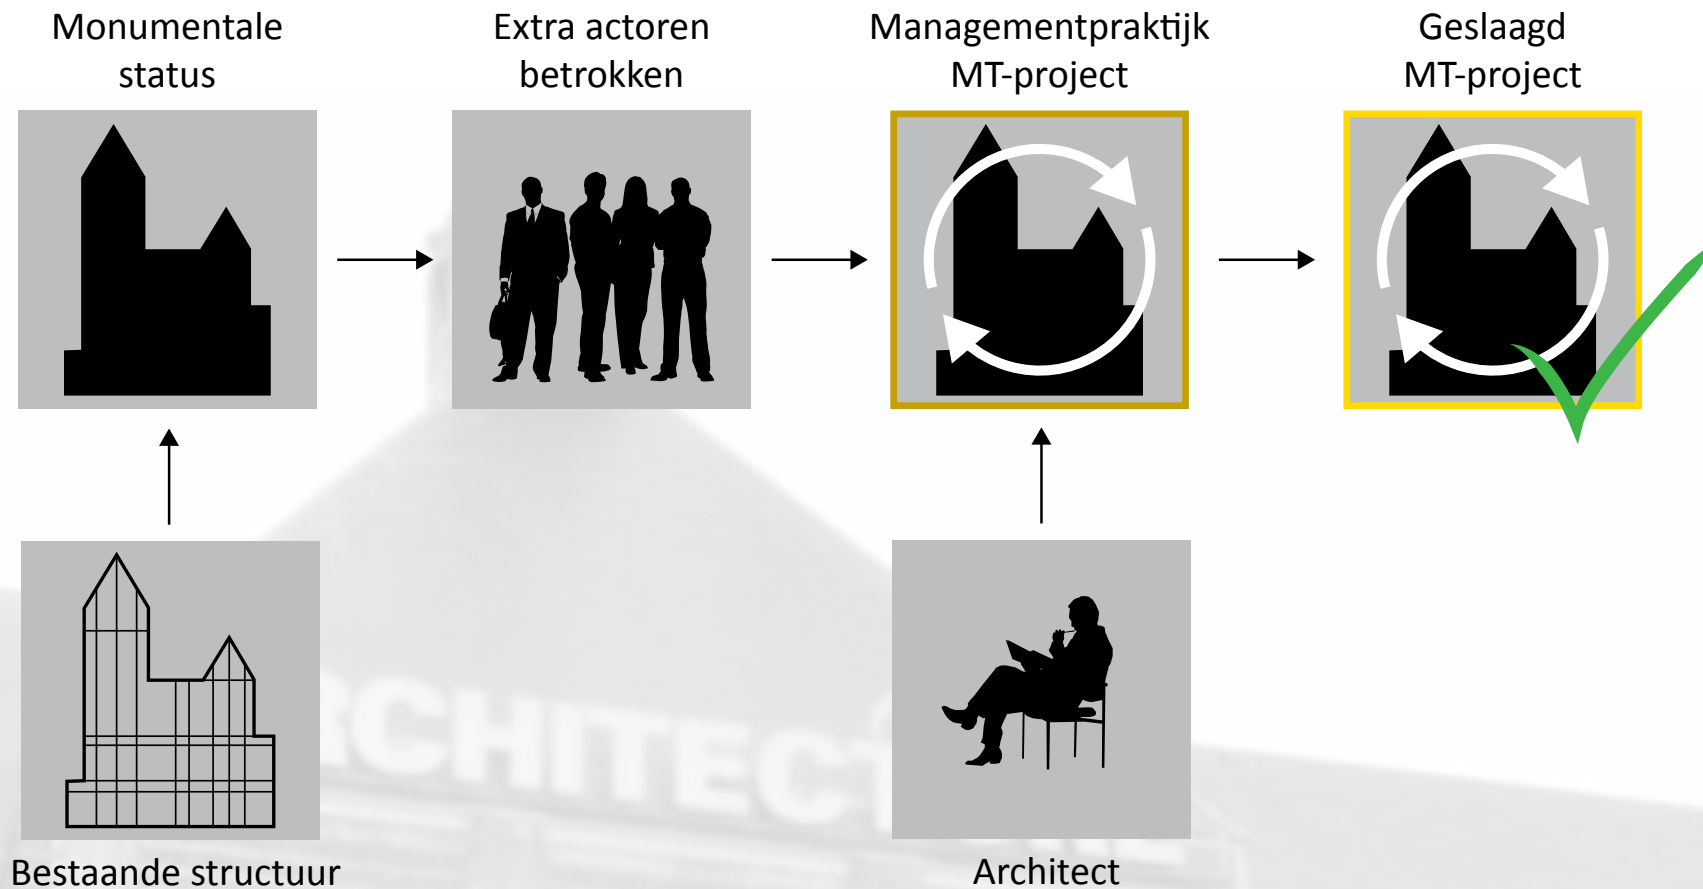 Monumentale
status
Extra actoren
betrokken
Managementpraktijk
MT-project
Geslaagd
MT-project
Bestaande structuur
Architect